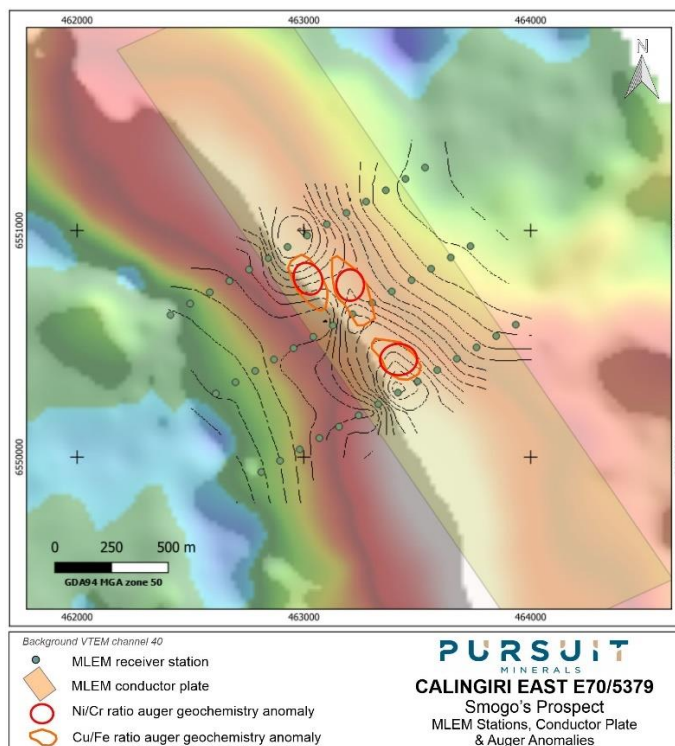 462000
463000
464000
N
6551000
6550000
0 250 500 m
GDA94 MGA zone 50
462000
463000
464000
Background VTEM channel 40
MLEM receiver station
MLEM conductor plate
Ni/Cr ratio auger geochemistry anomaly
Cu/Fe ratio auger geochemistry anomaly
PURSUIT
MINERALS
CALINGIRI EAST E70/5379
Smogo's Prospect
MLEM Stations, Conductor Plate
& Auger Anomalies